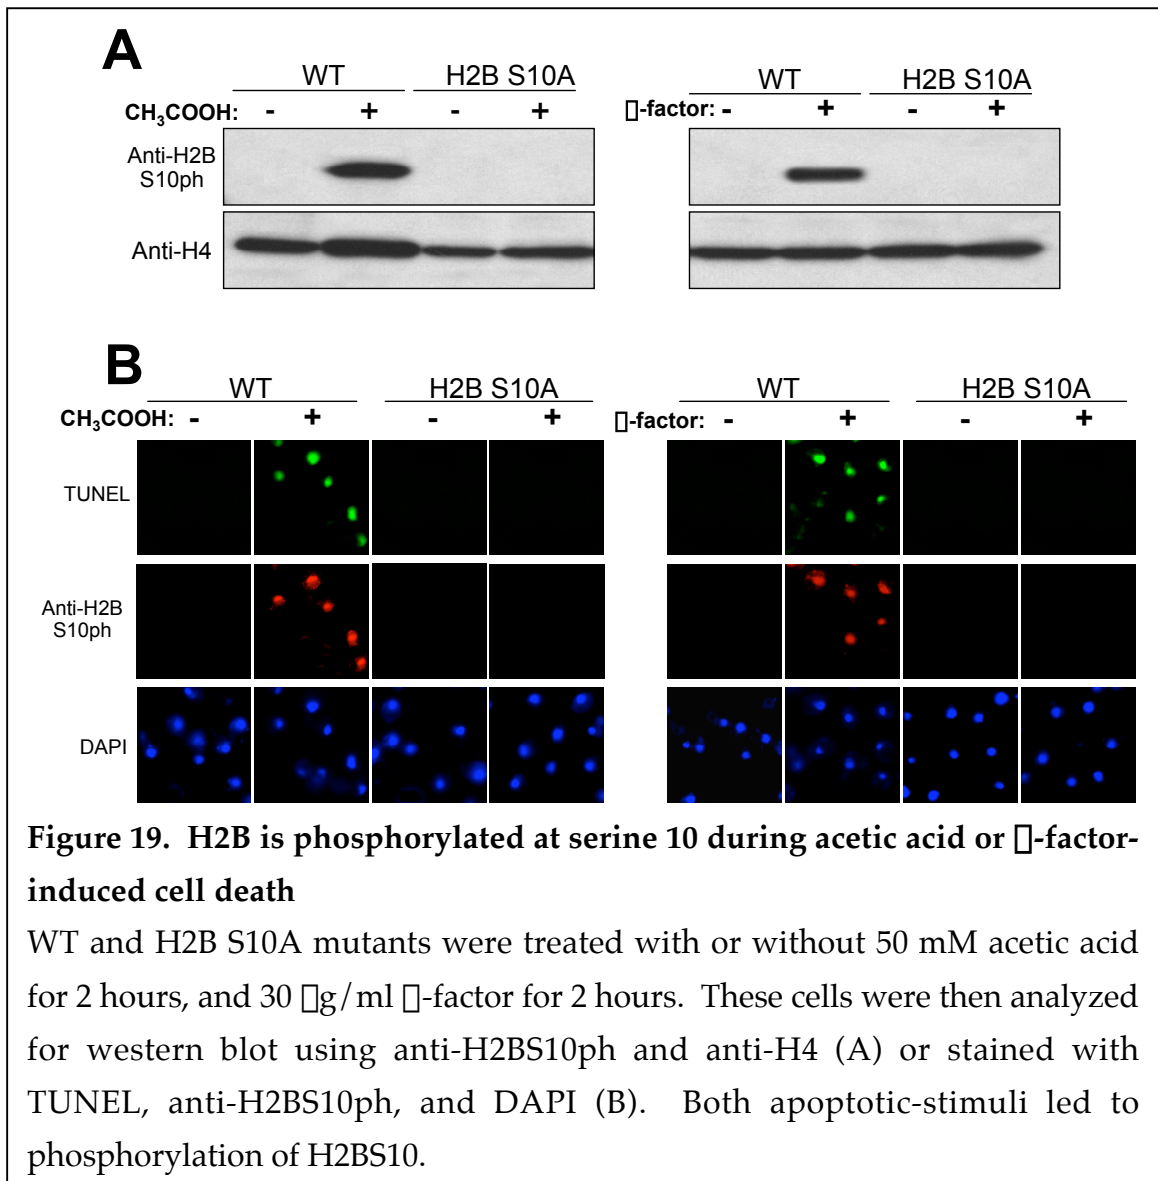 A
WT H2B S10A WT H2B S10A
CH₃COOH: - + - + ▯-factor: - + - +
Anti-H2B
S10ph
Anti-H4
B
WT H2B S10A WT H2B S10A
CH₃COOH: - + - + ▯-factor: - + - +
TUNEL
Anti-H2B
S10ph
DAPI
Figure 19. H2B is phosphorylated at serine 10 during acetic acid or ▯-factor-
induced cell death
WT and H2B S10A mutants were treated with or without 50 mM acetic acid
for 2 hours, and 30 ▯g/ml ▯-factor for 2 hours. These cells were then analyzed
for western blot using anti-H2BS10ph and anti-H4 (A) or stained with
TUNEL, anti-H2BS10ph, and DAPI (B). Both apoptotic-stimuli led to
phosphorylation of H2BS10.